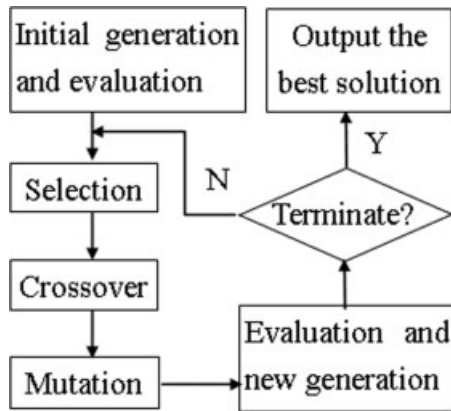 Initial generation
and evaluation
Output the
best solution
Selection
N
Y
Terminate?
Crossover
Mutation
Evaluation and
new generation